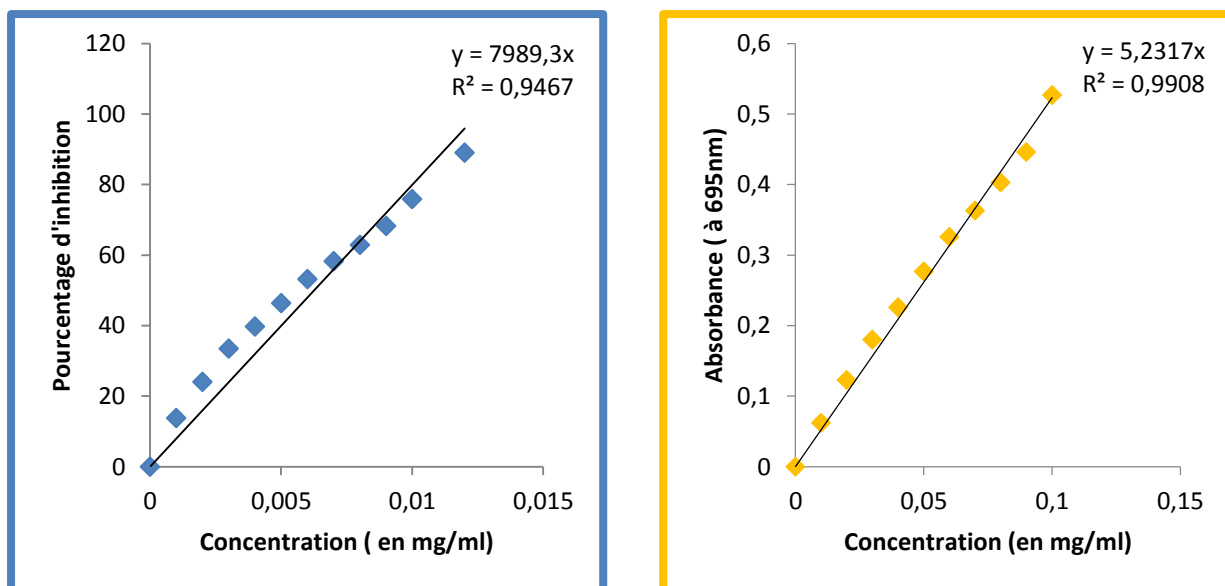 y = 7989,3x
R² = 0,9467
120
100
80
60
40
20
0
Pourcentage d'inhibition
0
0,005
0,01
0,015
Concentration ( en mg/ml)
y = 5,2317x
R² = 0,9908
0,6
0,5
0,4
0,3
0,2
0,1
0
Absorbance ( à 695nm)
0
0,05
0,1
0,15
Concentration (en mg/ml)